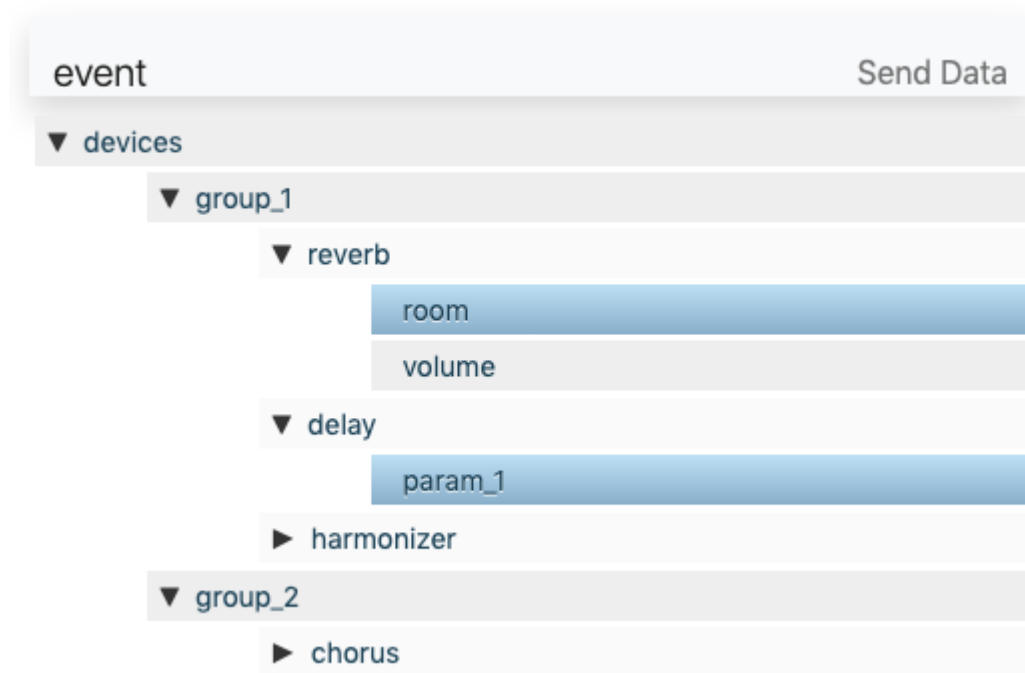 event Send Data
devices
group_1
reverb
room
volume
delay
param_1
harmonizer
group_2
chorus